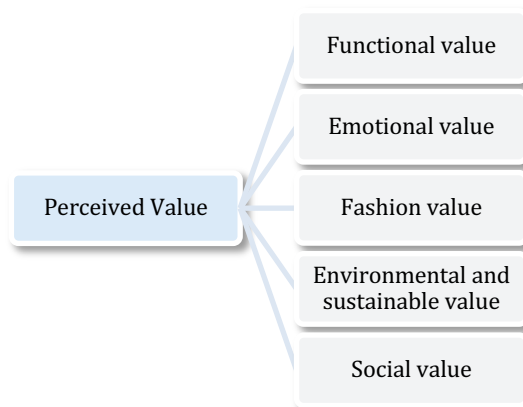 Perceived Value
Functional value
Emotional value
Fashion value
Environmental and
sustainable value
Social value